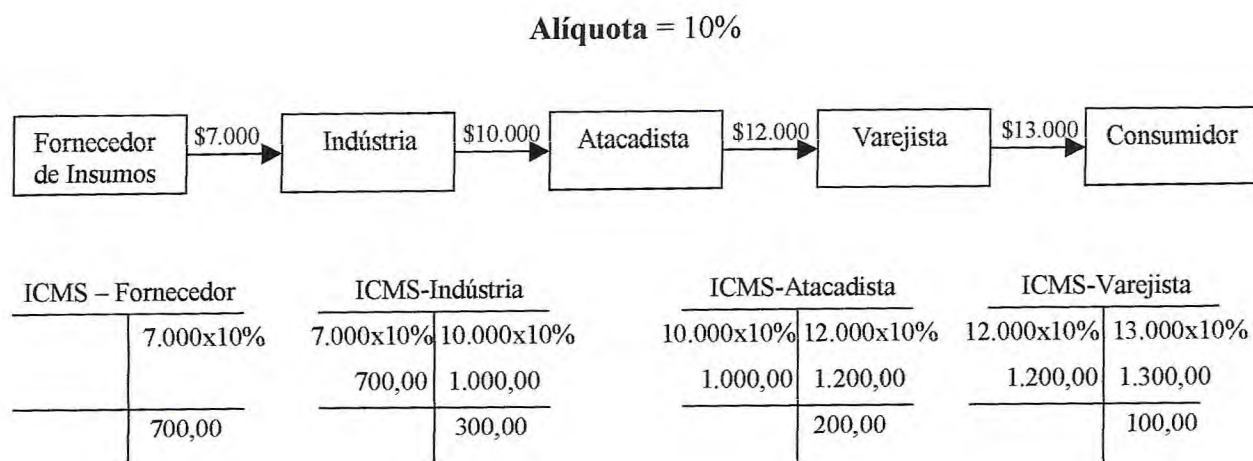 Alíquota = 10%
Fornecedor de Insumos
$7.000
Indústria
$10.000
Atacadista
$12.000
Varejista
$13.000
Consumidor
ICMS – Fornecedor
7.000x10%
700,00
ICMS-Indústria
7.000x10% 10.000x10%
700,00 1.000,00
300,00
ICMS-Atacadista
10.000x10% 12.000x10%
1.000,00 1.200,00
200,00
ICMS-Varejista
12.000x10% 13.000x10%
1.200,00 1.300,00
100,00